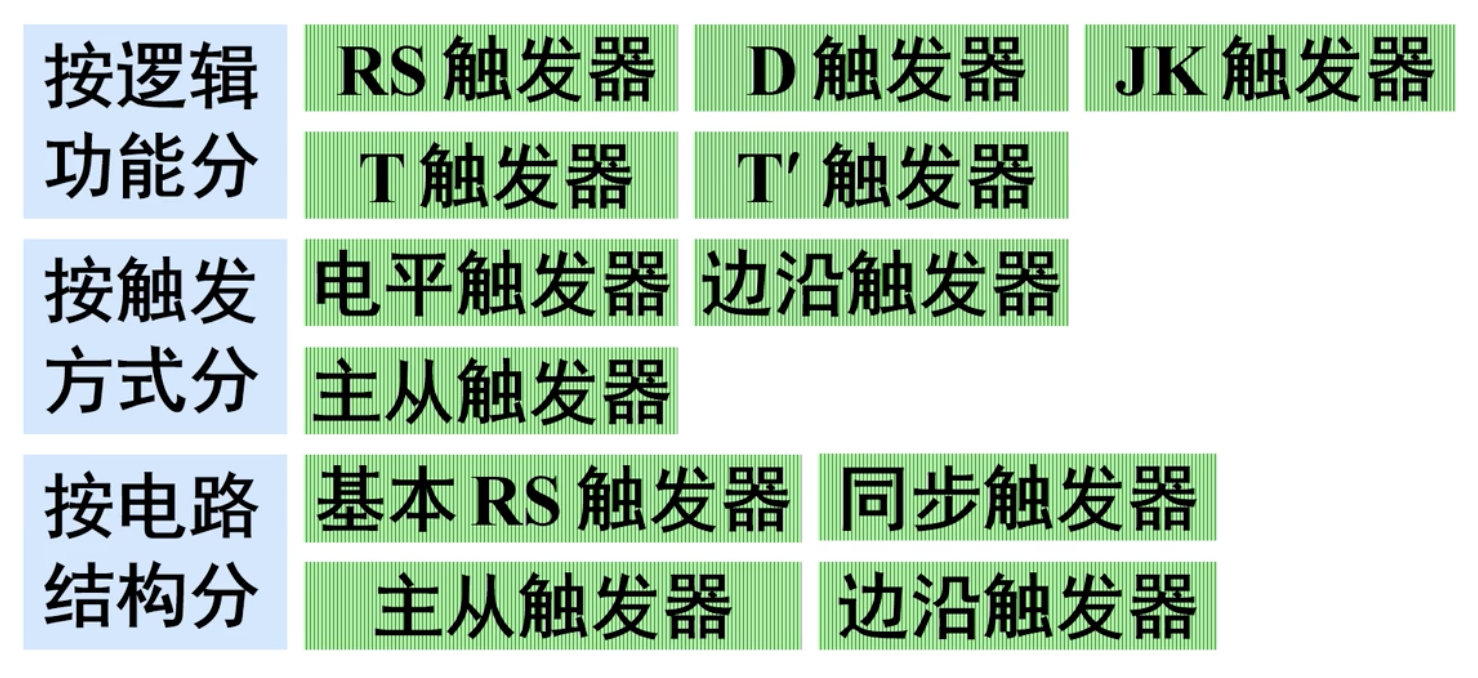 按逻辑
功能分
RS 触发器
D 触发器
JK 触发器
T 触发器
T′ 触发器
按触发
方式分
电平触发器
边沿触发器
主从触发器
按电路
结构分
基本 RS 触发器
同步触发器
主从触发器
边沿触发器